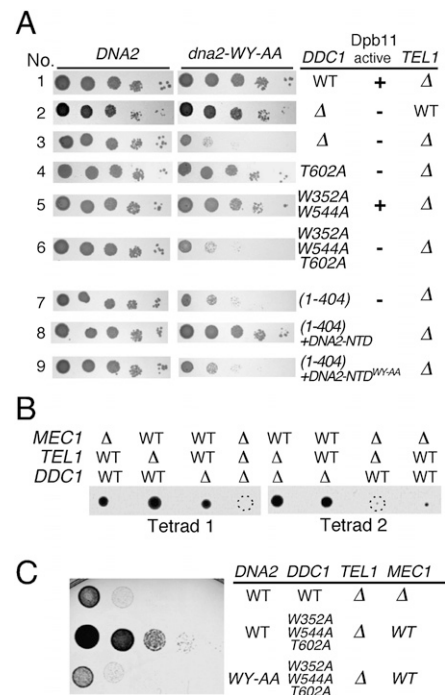 A
No. DNA2 dna2-WY-AA DDC1 Dpb11 active TEL1
1 WT + Δ
2 Δ - WT
3 Δ - Δ
4 T602A - Δ
5 W352A W544A + Δ
6 W352A W544A T602A - Δ
7 (1-404) - Δ
8 (1-404) +DNA2-NTD Δ
9 (1-404) +DNA2-NTD^WY-AA Δ
B
MEC1 Δ WT WT Δ WT WT Δ Δ
TEL1 WT Δ WT Δ Δ WT Δ WT
DDC1 WT WT Δ Δ Δ Δ WT WT
Tetrad 1 Tetrad 2
C
DNA2 DDC1 TEL1 MEC1
WT WT Δ Δ
WT W352A W544A T602A Δ WT
WY-AA W352A W544A T602A Δ WT